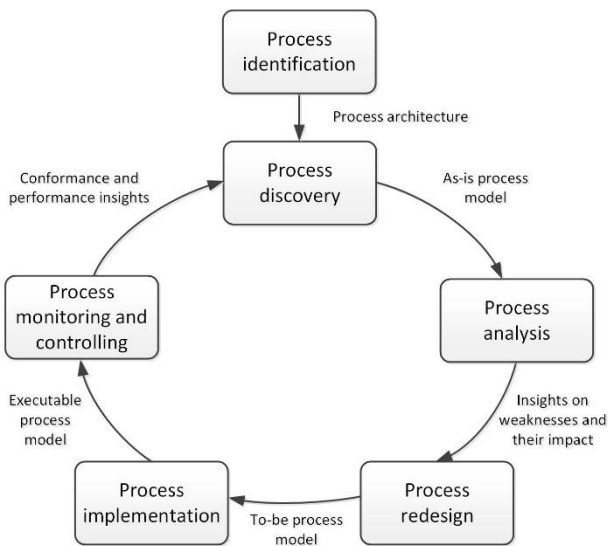 Process
identification
Process architecture
Process
discovery
As-is process
model
Process
analysis
Insights on
weaknesses and
their impact
Process
redesign
To-be process
model
Process
implementation
Executable
process
model
Process
monitoring and
controlling
Conformance and
performance insights